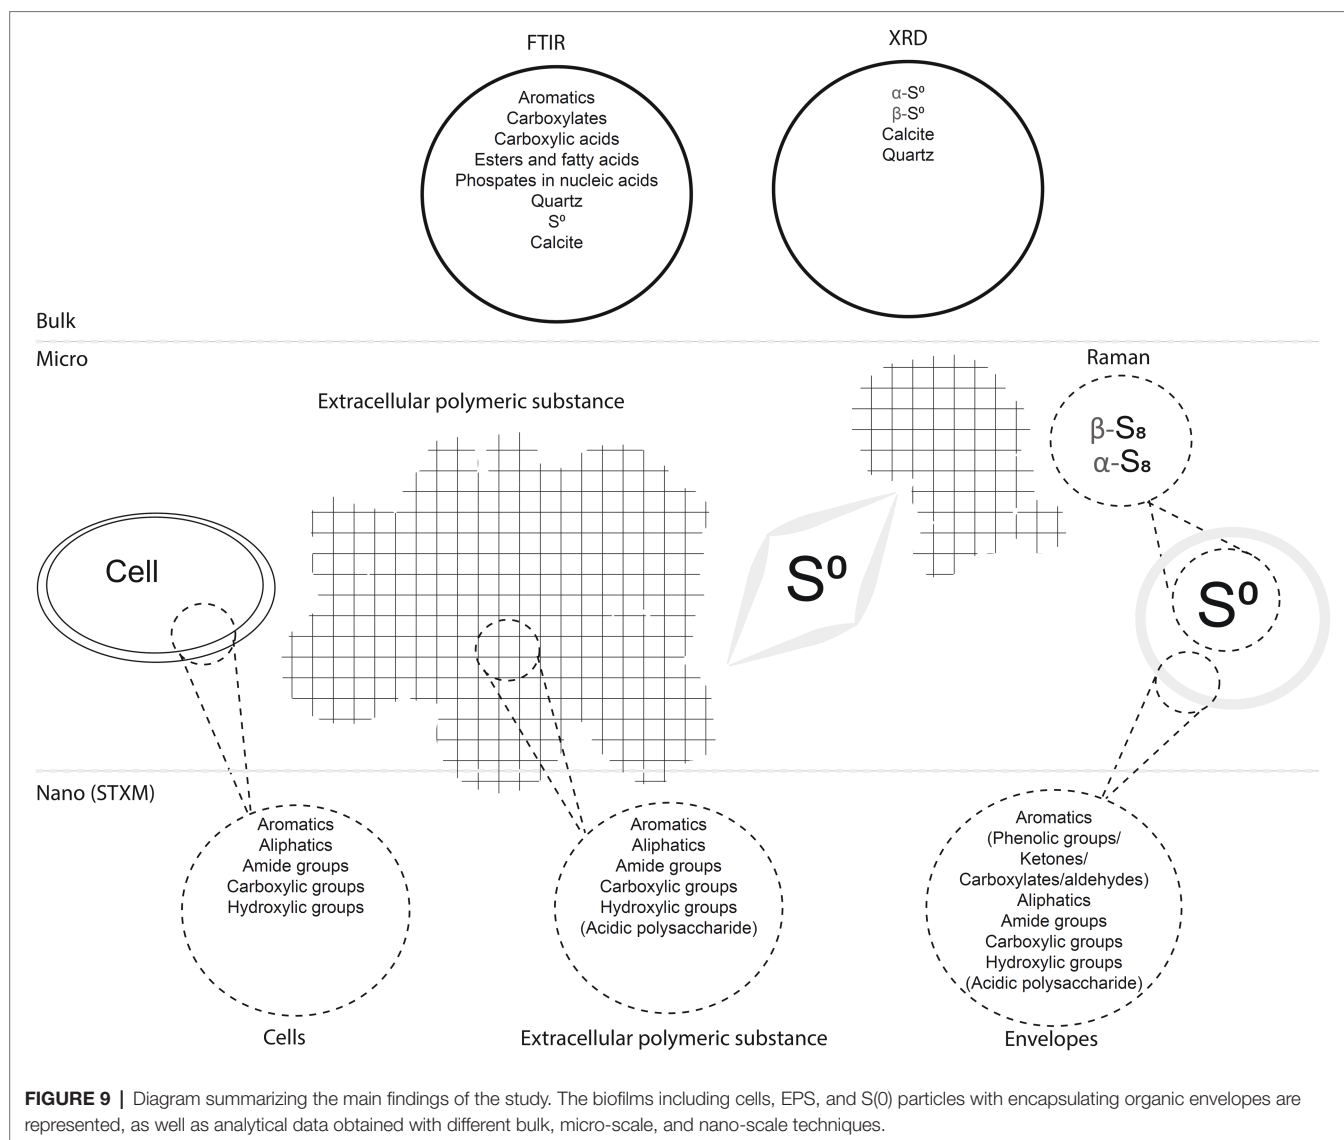 FTIR
Aromatics
Carboxylates
Carboxylic acids
Esters and fatty acids
Phospates in nucleic acids
Quartz
S⁰
Calcite
XRD
α-S⁰
β-S⁰
Calcite
Quartz
Bulk
Micro
Raman
β-S₈
α-S₈
Extracellular polymeric substance
Cell
S⁰
S⁰
Nano (STXM)
Aromatics
Aliphatics
Amide groups
Carboxylic groups
Hydroxylic groups
Cells
Aromatics
Aliphatics
Amide groups
Carboxylic groups
Hydroxylic groups
(Acidic polysaccharide)
Extracellular polymeric substance
Aromatics
(Phenolic groups/
Ketones/
Carboxylates/aldehydes)
Aliphatics
Amide groups
Carboxylic groups
Hydroxylic groups
(Acidic polysaccharide)
Envelopes
FIGURE 9 | Diagram summarizing the main findings of the study. The biofilms including cells, EPS, and S(0) particles with encapsulating organic envelopes are
represented, as well as analytical data obtained with different bulk, micro-scale, and nano-scale techniques.